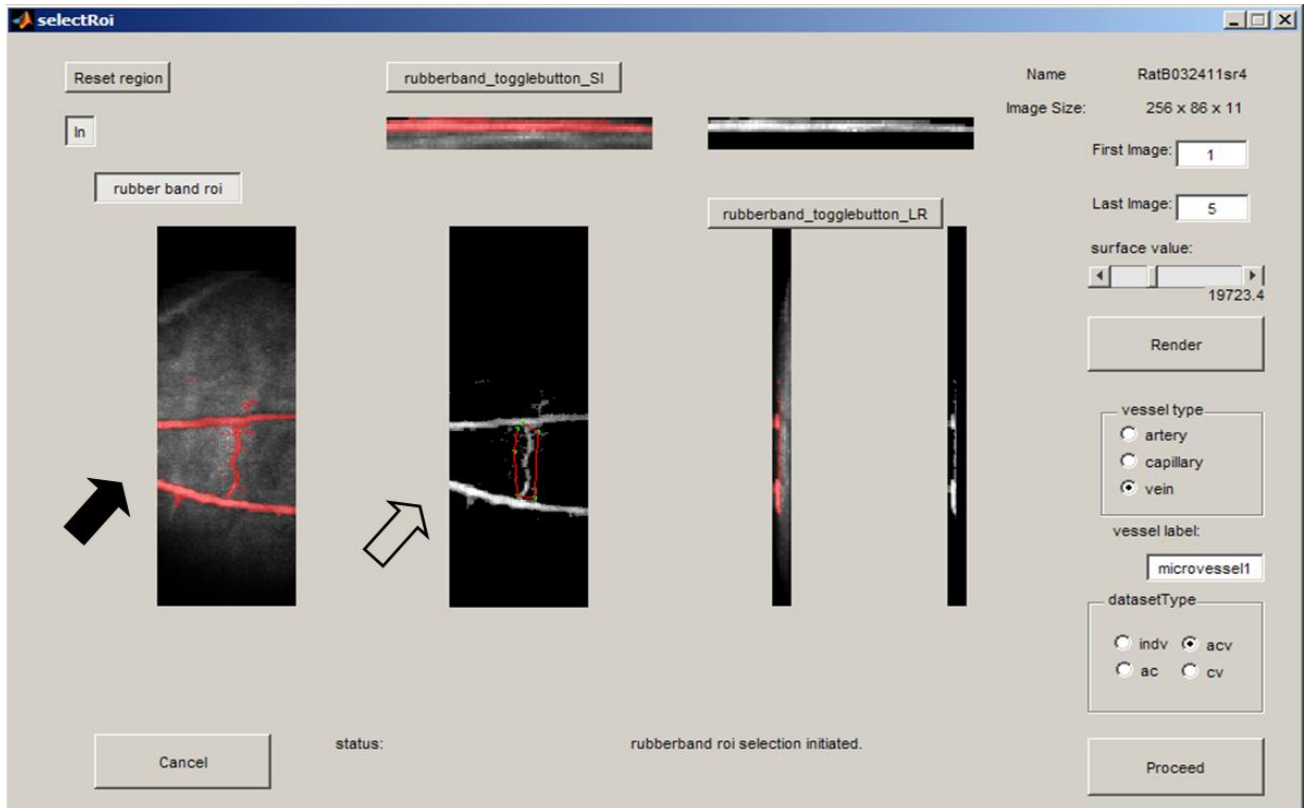 selectRoi
Reset region
rubberband_togglebutton_SI
Name RatB032411sr4
Image Size: 256 x 86 x 11
In
First Image: 1
rubber band roi
Last Image: 5
rubberband_togglebutton_LR
surface value:
19723.4
Render
vessel type
artery
capillary
vein
vessel label:
microvessel1
datasetType
indv acv
ac cv
status: rubberband roi selection initiated.
Cancel
Proceed